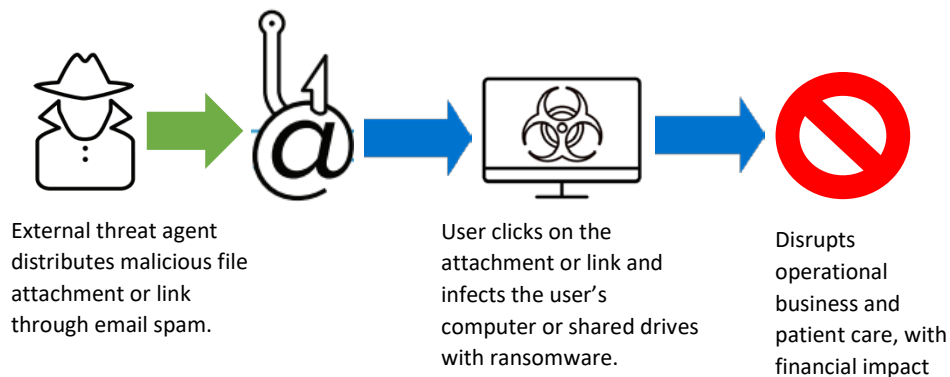 External threat agent
distributes malicious file
attachment or link
through email spam.
User clicks on the
attachment or link and
infects the user's
computer or shared drives
with ransomware.
Disrupts
operational
business and
patient care, with
financial impact